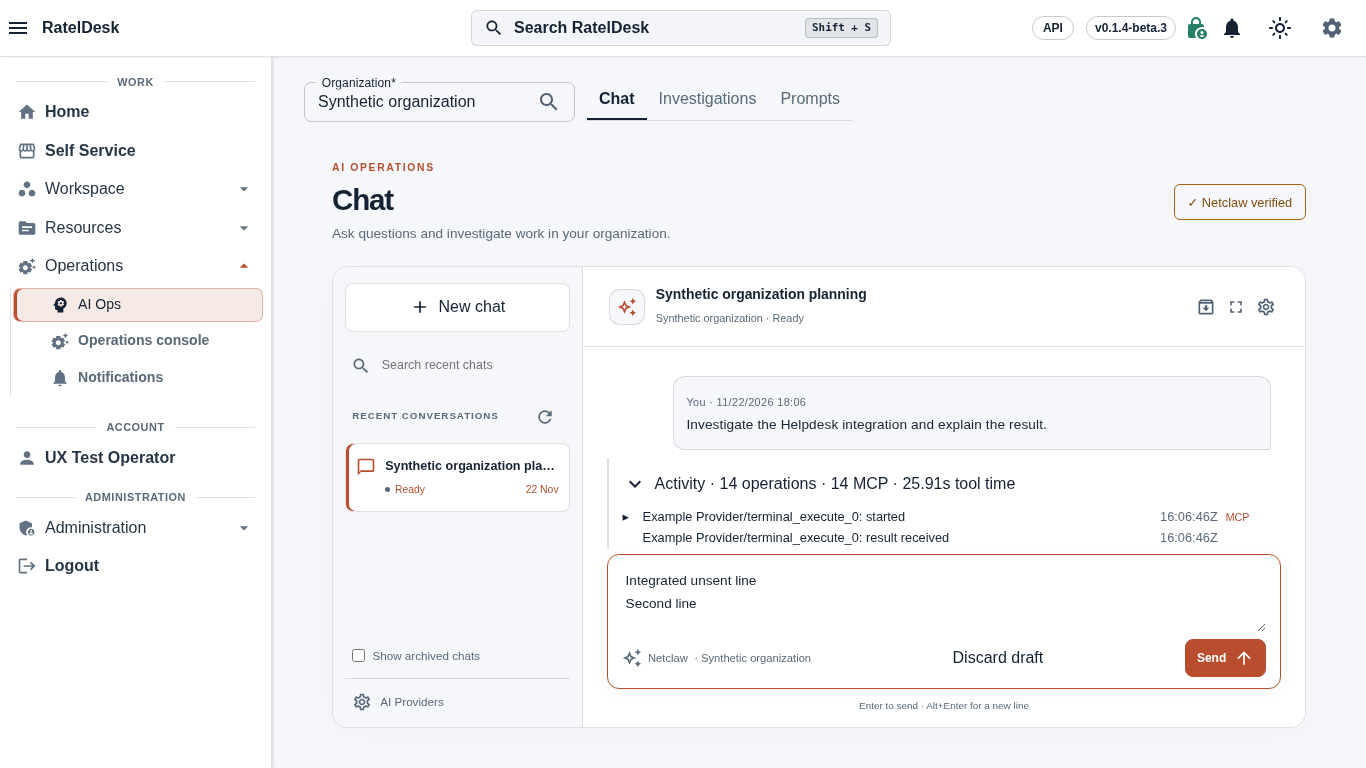 RatelDesk
Search RatelDesk
Shift + S
API
v0.1.4-beta.3
WORK
Home
Self Service
Workspace
Resources
Operations
AI Ops
Operations console
Notifications
ACCOUNT
UX Test Operator
ADMINISTRATION
Administration
Logout
Organization*
Synthetic organization
Chat
Investigations
Prompts
AI OPERATIONS
Chat
Ask questions and investigate work in your organization.
✓ Netclaw verified
New chat
Search recent chats
RECENT CONVERSATIONS
Synthetic organization pla…
Ready
22 Nov
Show archived chats
AI Providers
Synthetic organization planning
Synthetic organization · Ready
You · 11/22/2026 18:06
Investigate the Helpdesk integration and explain the result.
Activity · 14 operations · 14 MCP · 25.91s tool time
Example Provider/terminal_execute_0: started 16:06:46Z MCP
Example Provider/terminal_execute_0: result received 16:06:46Z
Integrated unsent line
Second line
Netclaw · Synthetic organization
Discard draft
Send
Enter to send · Alt+Enter for a new line